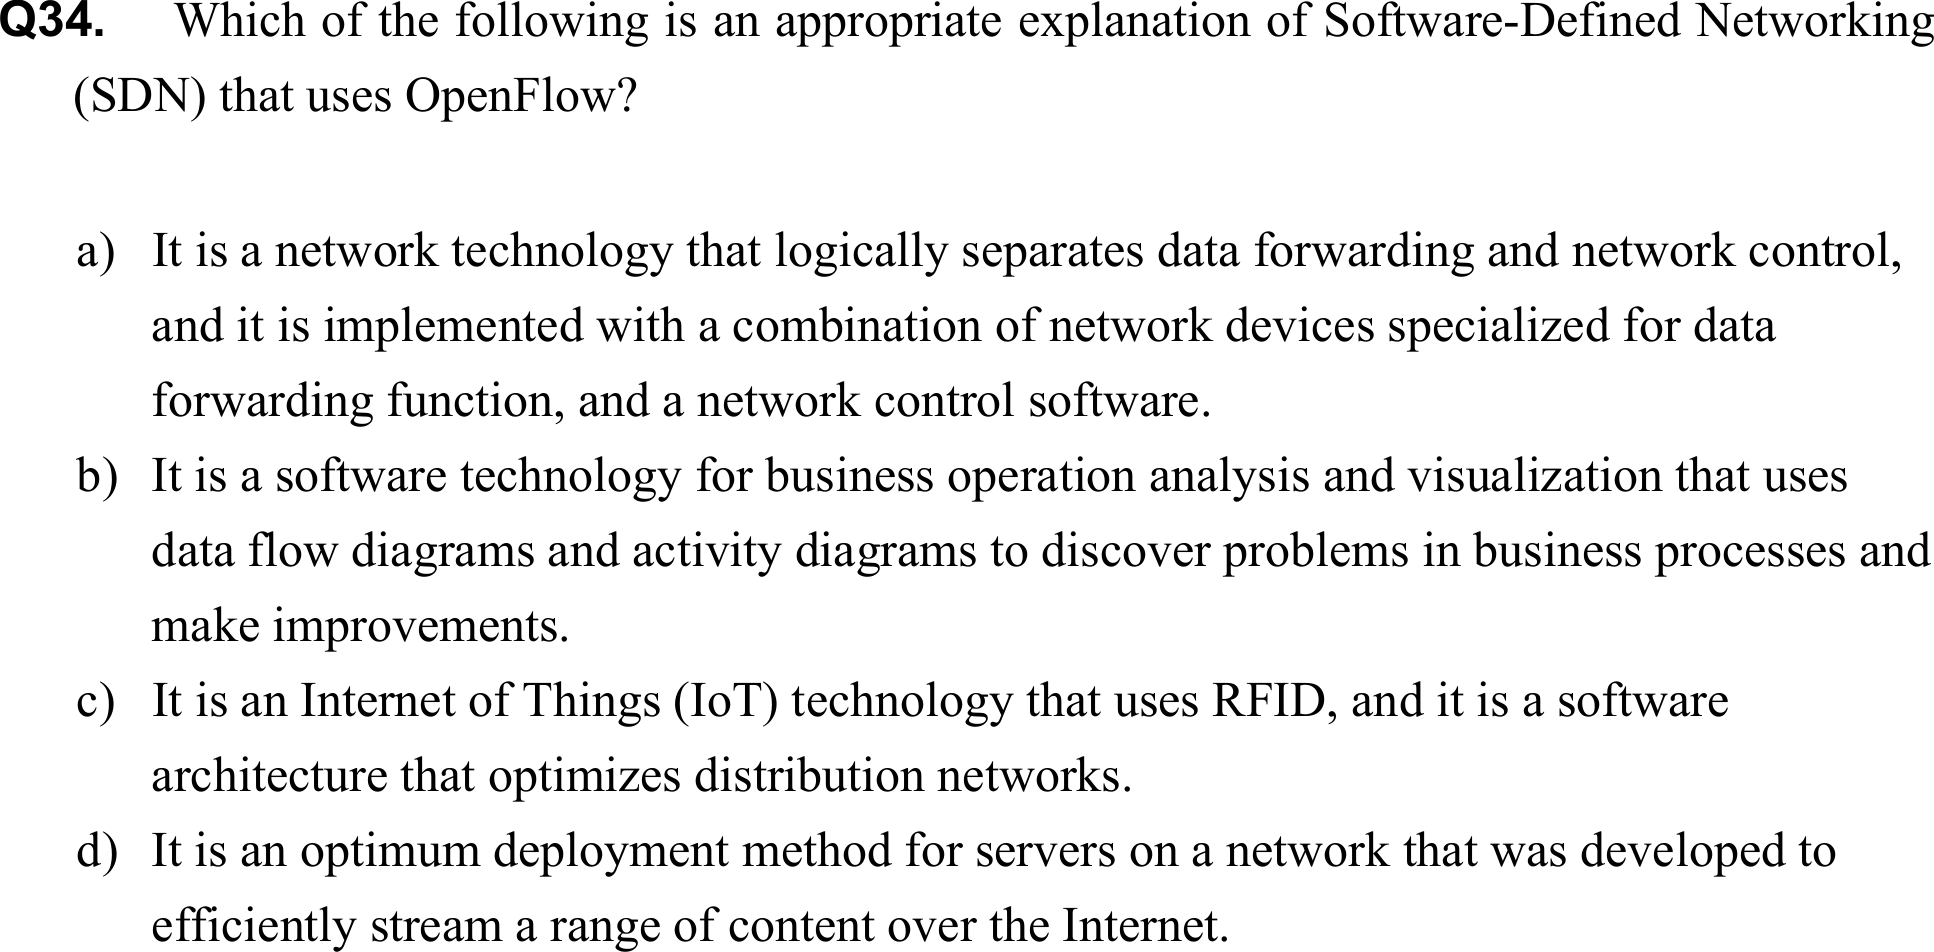 Q34. Which of the following is an appropriate explanation of Software-Defined Networking
(SDN) that uses OpenFlow?
a) It is a network technology that logically separates data forwarding and network control,
and it is implemented with a combination of network devices specialized for data
forwarding function, and a network control software.
b) It is a software technology for business operation analysis and visualization that uses
data flow diagrams and activity diagrams to discover problems in business processes and
make improvements.
c) It is an Internet of Things (IoT) technology that uses RFID, and it is a software
architecture that optimizes distribution networks.
d) It is an optimum deployment method for servers on a network that was developed to
efficiently stream a range of content over the Internet.